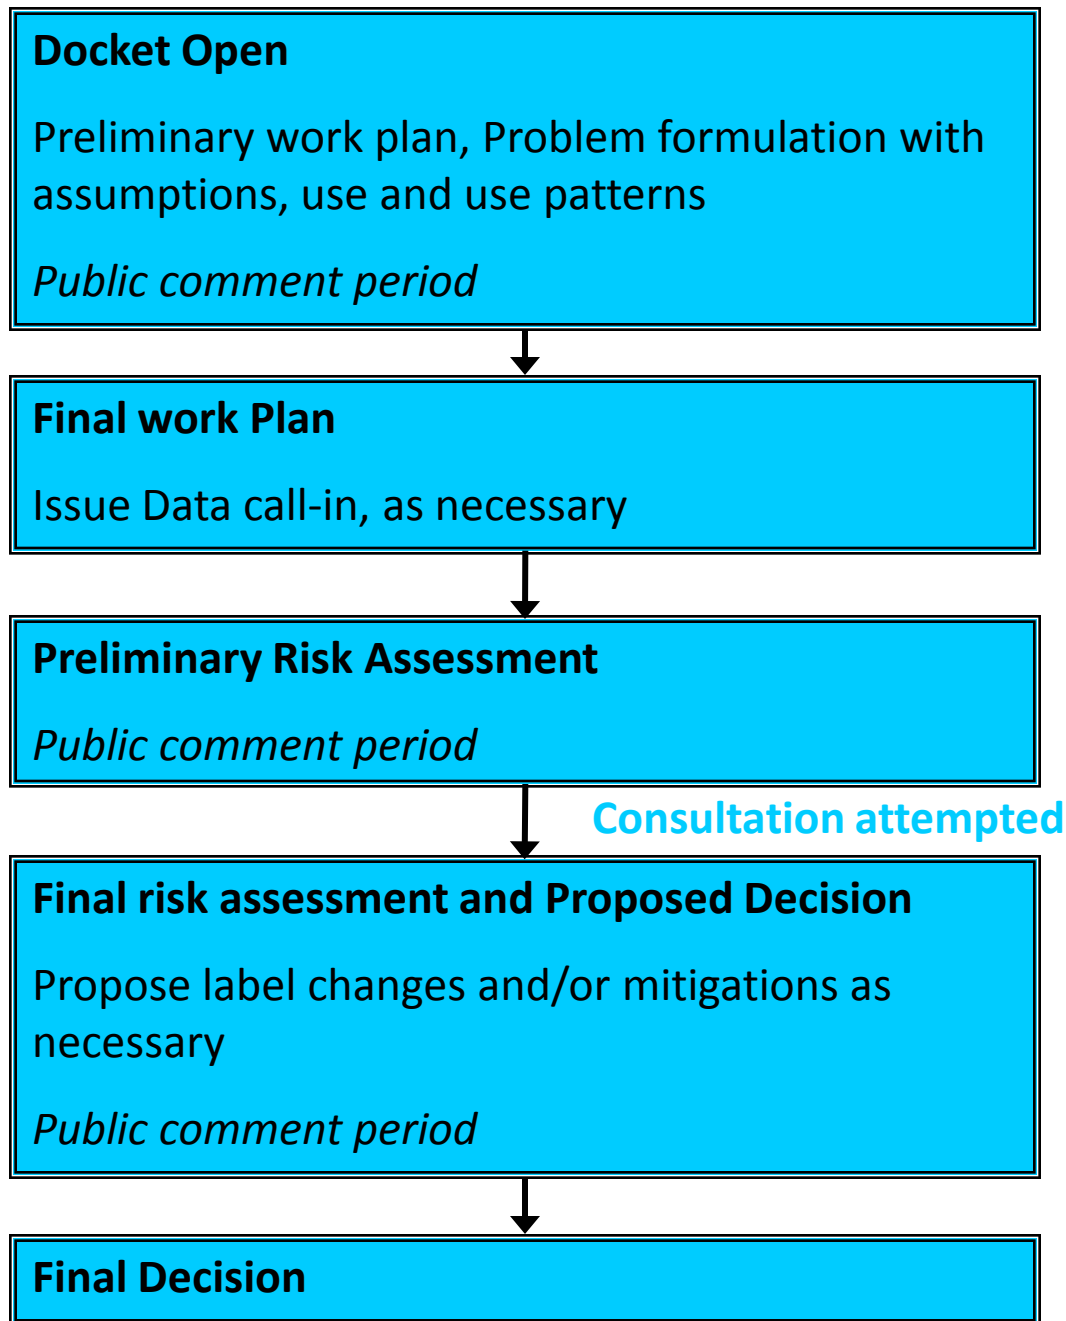 Docket Open
Preliminary work plan, Problem formulation with
assumptions, use and use patterns
Public comment period
Final work Plan
Issue Data call-in, as necessary
Preliminary Risk Assessment
Public comment period
Consultation attempted
Final risk assessment and Proposed Decision
Propose label changes and/or mitigations as
necessary
Public comment period
Final Decision